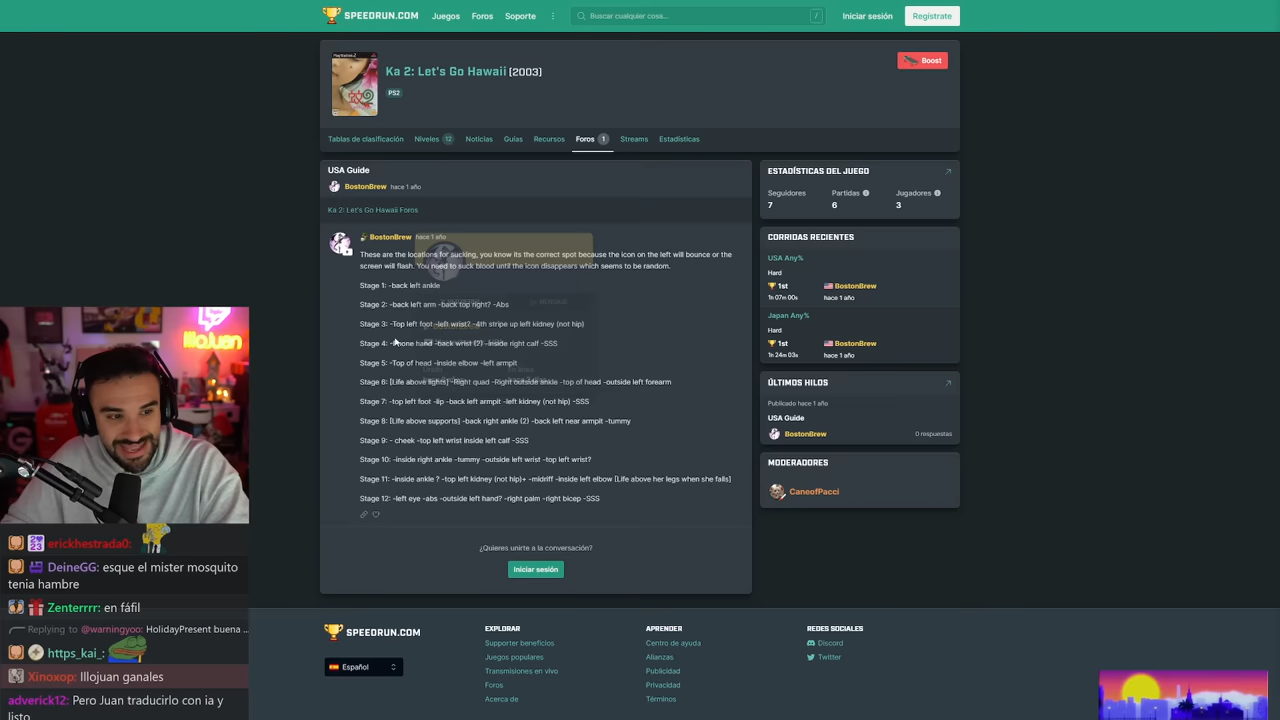 SPEEDRUN.COM Juegos Foros Soporte Buscar cualquier cosa... / Iniciar sesión Regístrate
Ka 2: Let's Go Hawaii [2003]
Boost
PS2
Tablas de clasificación Niveles 12 Noticias Guías Recursos Foros 1 Streams Estadísticas
USA Guide
BostonBrew hace 1 año
Ka 2: Let's Go Hawaii Foros
BostonBrew hace 1 año
These are the locations for sucking, you know its the correct spot because the icon on the left will bounce or the
screen will flash. You need to suck blood until the icon disappears which seems to be random.
Stage 1: -back left ankle
Stage 2: -back left arm -back top right? -Abs
Stage 3: -Top left foot -left wrist? -4th stripe up left kidney (not hip)
Stage 4: -Phone hand -back wrist (2) -inside right calf -SSS
Stage 5: -Top of head -inside elbow -left armpit
Stage 6: [Life above lights] -Right quad -Right outside ankle -top of head -outside left forearm
Stage 7: -top left foot -lip -back left armpit -left kidney (not hip) -SSS
Stage 8: [Life above supports] -back right ankle (2) -back left near armpit -tummy
Stage 9: - cheek -top left wrist inside left calf -SSS
Stage 10: -inside right ankle -tummy -outside left wrist -top left wrist?
Stage 11: -inside ankle ? -top left kidney (not hip)+ -midriff -inside left elbow [Life above her legs when she falls]
Stage 12: -left eye -abs -outside left hand? -right palm -right bicep -SSS
¿Quieres unirte a la conversación?
Iniciar sesión
ESTADÍSTICAS DEL JUEGO
Seguidores Partidas Jugadores
7 6 3
CORRIDAS RECIENTES
USA Any%
Hard
1st BostonBrew
1h 07m 00s hace 1 año
Japan Any%
Hard
1st BostonBrew
1h 24m 03s hace 1 año
ÚLTIMOS HILOS
Publicado hace 1 año
USA Guide
BostonBrew 0 respuestas
MODERADORES
CaneofPacci
erickhestrada0:
DeineGG: esque el mister mosquito
tenia hambre
Zenterrr: en fáfil
Replying to @warningyoo: HolidayPresent buena ...
https_kai_:
Xinoxop: IlloJuan ganales
adverick12: Pero Juan traducirlo con ia y
listo
SPEEDRUN.COM
Español
EXPLORAR
Supporter beneficios
Juegos populares
Transmisiones en vivo
Foros
Acerca de
APRENDER
Centro de ayuda
Alianzas
Publicidad
Privacidad
Términos
REDES SOCIALES
Discord
Twitter